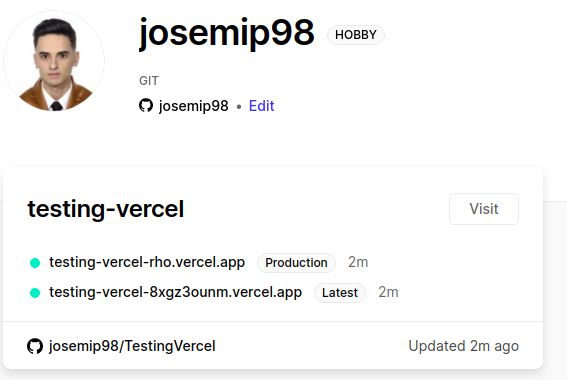 josemip98 HOBBY
GIT
josemip98 • Edit
testing-vercel Visit
testing-vercel-rho.vercel.app Production 2m
testing-vercel-8xgz3ounm.vercel.app Latest 2m
josemip98/TestingVercel Updated 2m ago